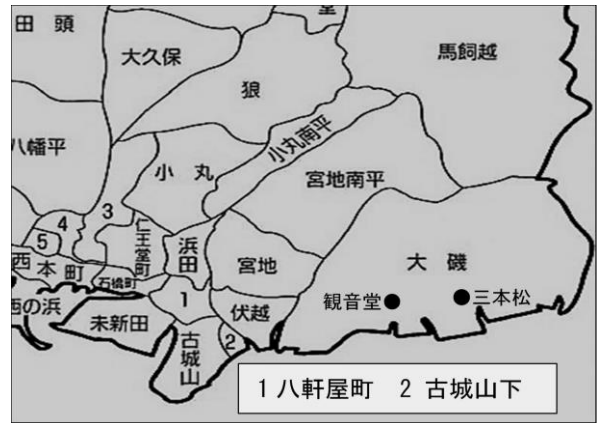 堂
田頭
大久保
馬飼越
狼
八幡平
小丸南平
小丸
宮地南平
4
3
仁王堂町
浜田
5
宮地
大磯
西本町
石橋町
1
観音堂
三本松
西の浜
未新田
伏越
古城山
2
1 八軒屋町 2 古城山下